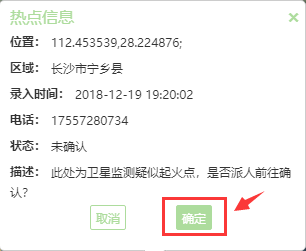 热点信息
位置： 112.453539,28.224876;
区域： 长沙市宁乡县
录入时间： 2018-12-19 19:20:02
电话： 17557280734
状态： 未确认
描述： 此处为卫星监测疑似起火点，是否派人前往确
认？
取消 确定